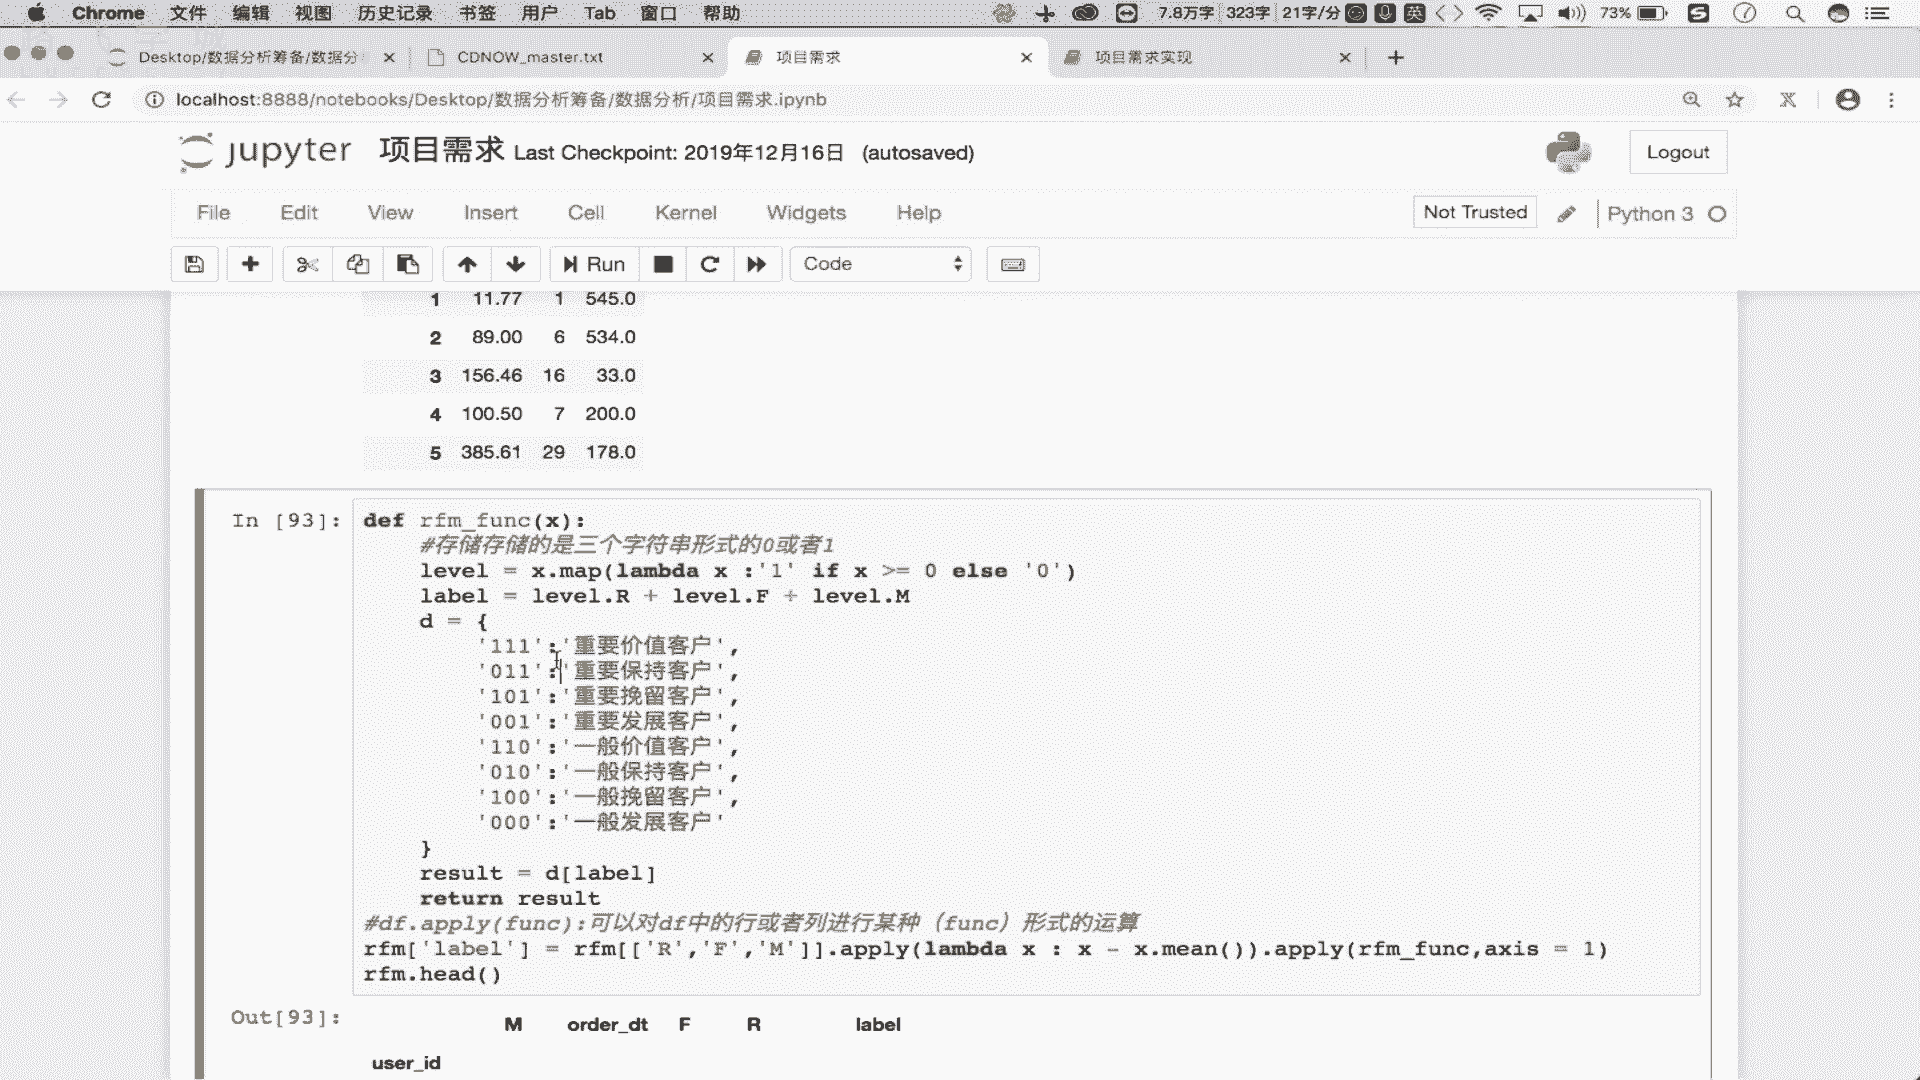 Chrome 文件 编辑 视图 历史记录 书签 用户 Tab 窗口 帮助 7.8万字 323字 21字/分 英 73%
Desktop/数据分析筹备/数据分 CDNOW_master.txt 项目需求 项目需求实现
localhost:8888/notebooks/Desktop/数据分析筹备/数据分析/项目需求.ipynb
jupyter 项目需求 Last Checkpoint: 2019年12月16日 (autosaved) Logout
File Edit View Insert Cell Kernel Widgets Help Not Trusted Python 3
Run Code
1 11.77 1 545.0
2 89.00 6 534.0
3 156.46 16 33.0
4 100.50 7 200.0
5 385.61 29 178.0
In [93]: def rfm_func(x):
#存储存储的是三个字符串形式的0或者1
level = x.map(lambda x :'1' if x >= 0 else '0')
label = level.R + level.F + level.M
d = {
'111':'重要价值客户',
'011':'重要保持客户',
'101':'重要挽留客户',
'001':'重要发展客户',
'110':'一般价值客户',
'010':'一般保持客户',
'100':'一般挽留客户',
'000':'一般发展客户'
}
result = d[label]
return result
#df.apply(func):可以对df中的行或者列进行某种（func）形式的运算
rfm['label'] = rfm[['R','F','M']].apply(lambda x : x - x.mean()).apply(rfm_func,axis = 1)
rfm.head()
Out[93]: M order_dt F R label
user_id